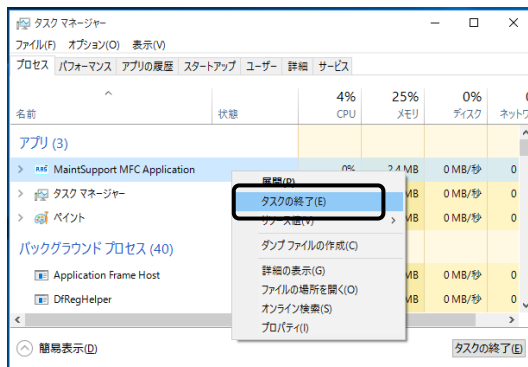 タスク マネージャー
ファイル(F) オプション(O) 表示(V)
プロセス パフォーマンス アプリの履歴 スタートアップ ユーザー 詳細 サービス
4% 25% 0%
名前 状態 CPU メモリ ディスク ネットワ
アプリ (3)
MaintSupport MFC Application 0% 2.4 MB 0 MB/秒 0
タスク マネージャー MB 0 MB/秒 0
ペイント MB 0 MB/秒 0
バックグラウンド プロセス (40)
Application Frame Host MB 0 MB/秒 0
DfRegHelper MB 0 MB/秒 0
展開(P)
タスクの終了(E)
リソース値(V)
ダンプ ファイルの作成(C)
詳細の表示(G)
ファイルの場所を開く(O)
オンライン検索(S)
プロパティ(I)
簡易表示(D) タスクの終了(E)